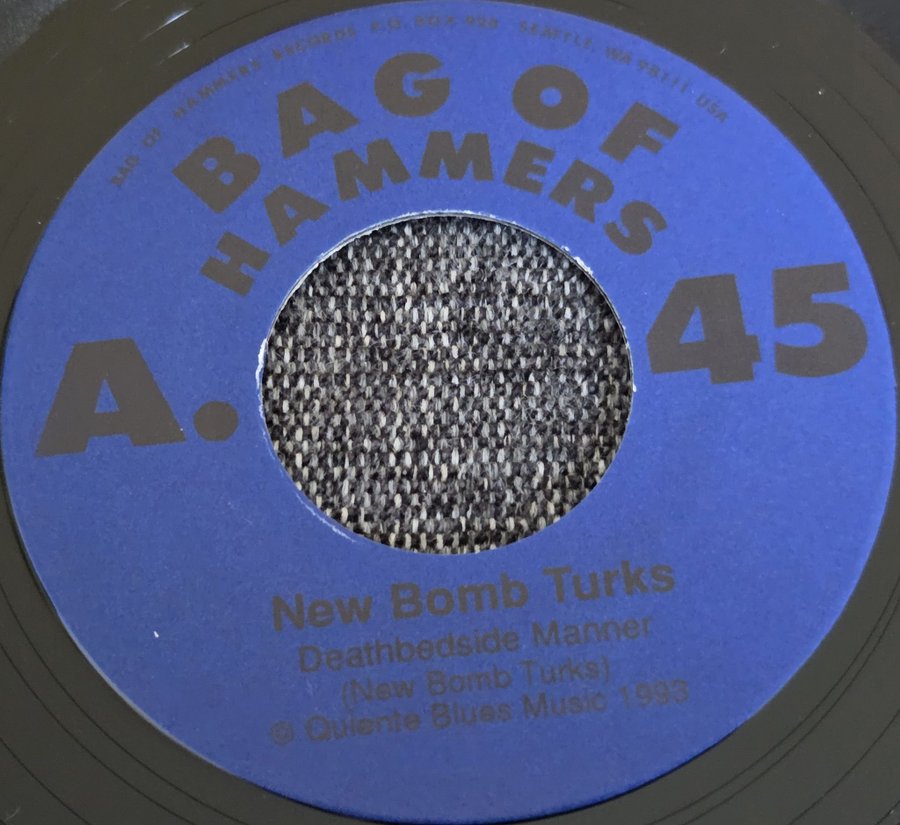 BAG OF HAMMERS RECORDS P.O. BOX 928 SEATTLE, WA 98111 USA
BAG OF
HAMMERS
A.
45
New Bomb Turks
Deathbedside Manner
(New Bomb Turks)
© Quiente Blues Music 1993